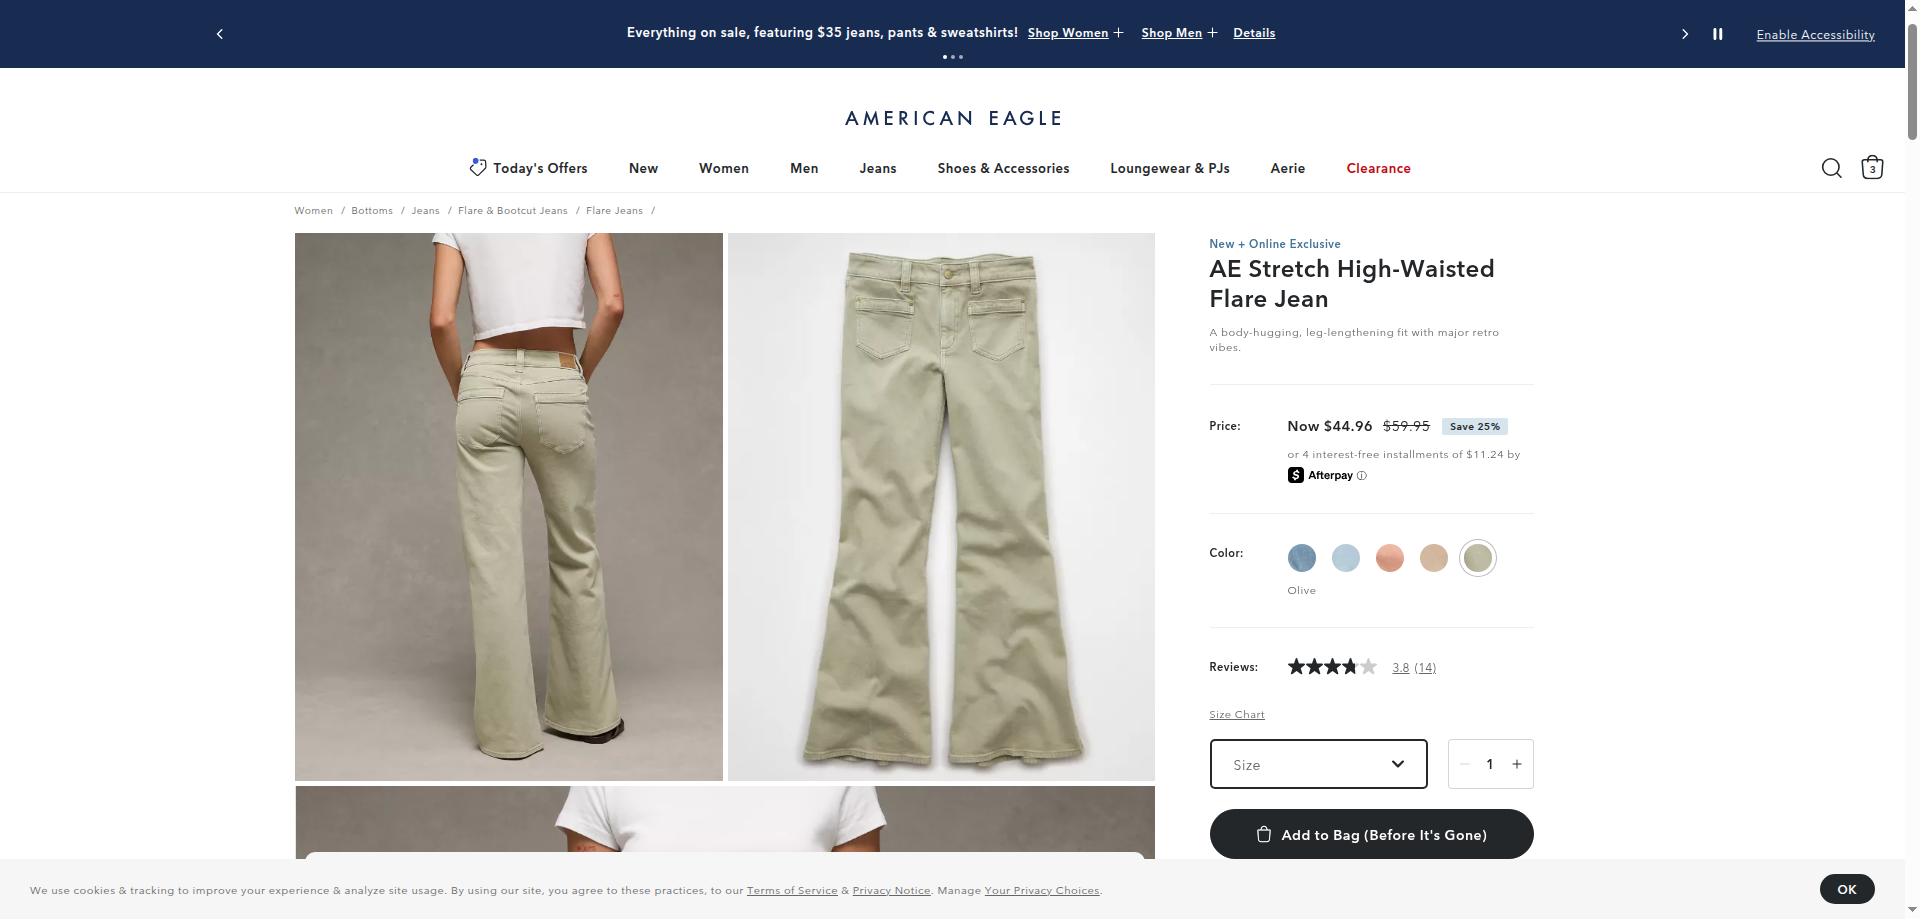 Everything on sale, featuring $35 jeans, pants & sweatshirts! Shop Women + Shop Men + Details
Enable Accessibility
AMERICAN EAGLE
Today's Offers New Women Men Jeans Shoes & Accessories Loungewear & PJs Aerie Clearance
3
Women / Bottoms / Jeans / Flare & Bootcut Jeans / Flare Jeans /
New + Online Exclusive
AE Stretch High-Waisted
Flare Jean
A body-hugging, leg-lengthening fit with major retro
vibes.
Price: Now $44.96 $59.95 Save 25%
or 4 interest-free installments of $11.24 by
$ Afterpay ⓘ
Color:
Olive
Reviews: 3.8 (14)
Size Chart
Size
− 1 +
Add to Bag (Before It's Gone)
We use cookies & tracking to improve your experience & analyze site usage. By using our site, you agree to these practices, to our Terms of Service & Privacy Notice. Manage Your Privacy Choices.
OK